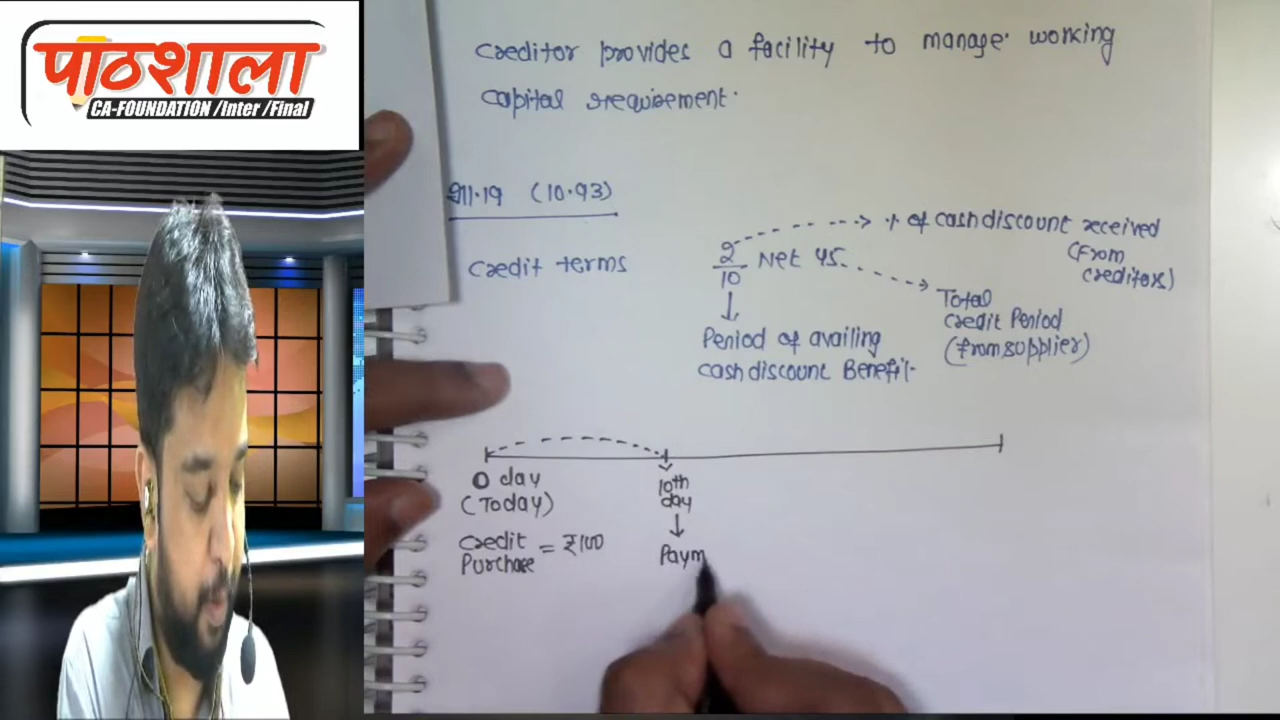 पाठशाला
CA-FOUNDATION /Inter /Final
Creditor provides a facility to manage working
capital requirement.
19 (10.93)
Credit terms
2/10 Net 45
% of cash discount received
(From
creditors)
Total
Credit Period
(from supplier)
Period of availing
cash discount Benefit.
0 day
(Today)
Credit
Purchase = ₹100
10th
day
Paym